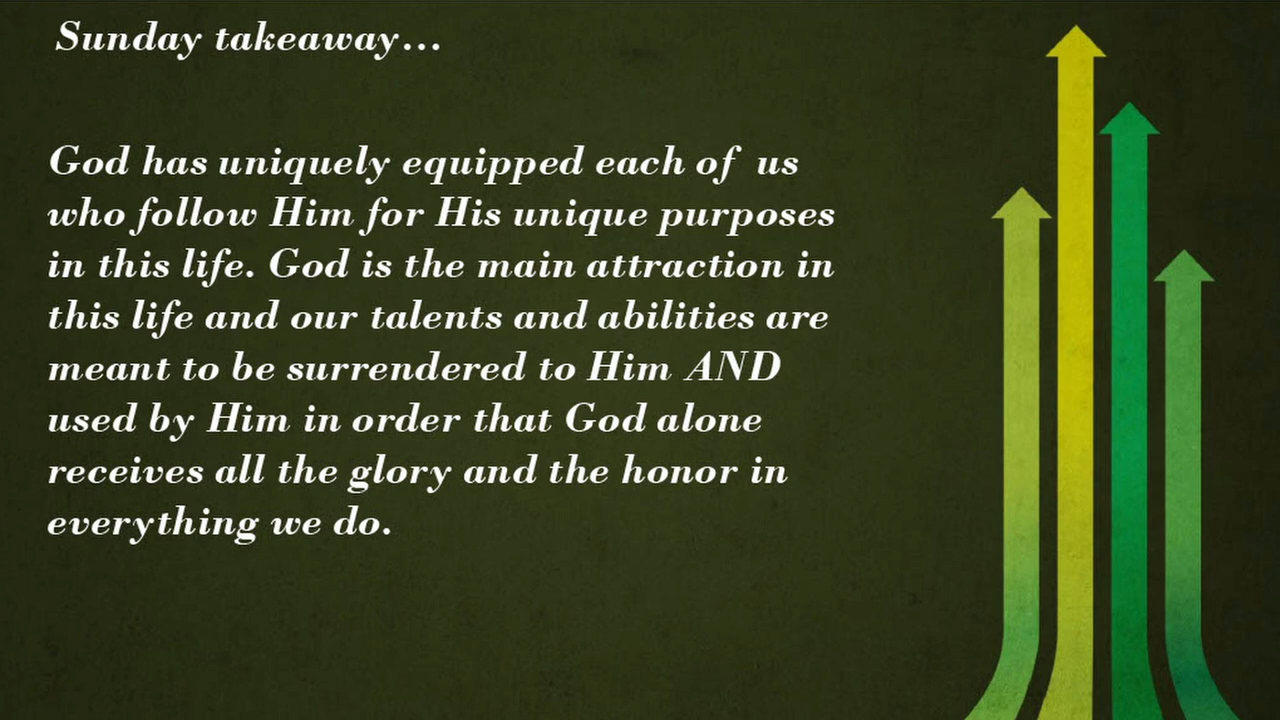 Sunday takeaway...
God has uniquely equipped each of us
who follow Him for His unique purposes
in this life. God is the main attraction in
this life and our talents and abilities are
meant to be surrendered to Him AND
used by Him in order that God alone
receives all the glory and the honor in
everything we do.